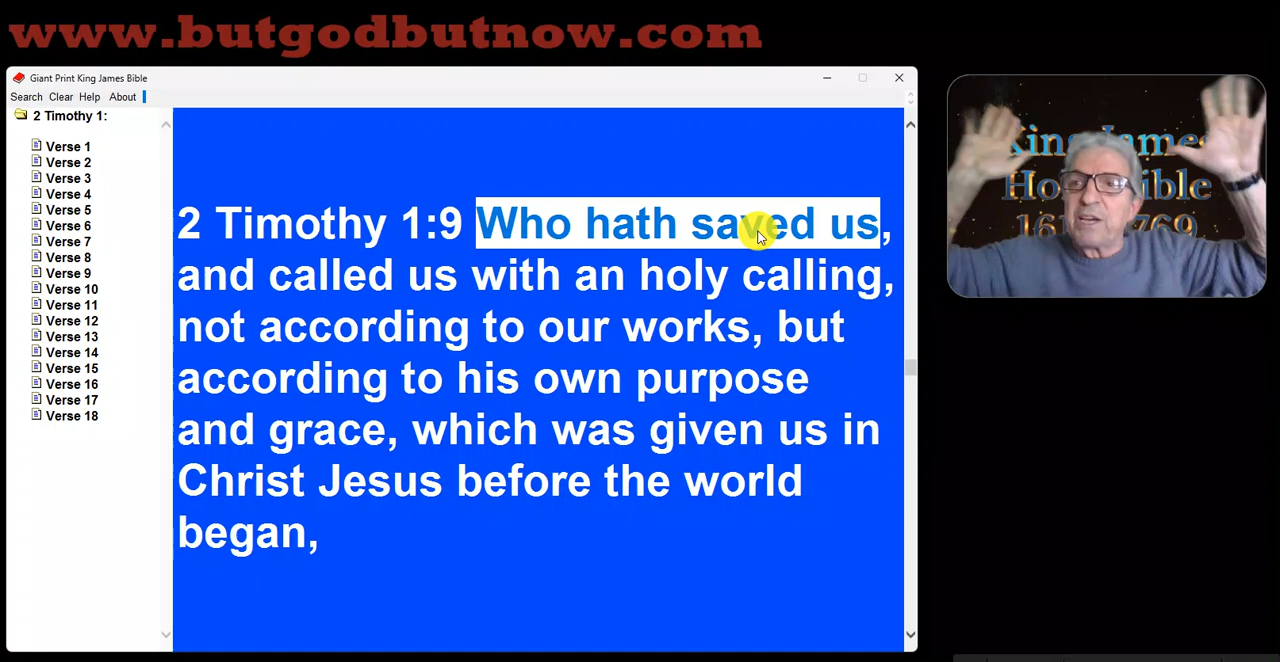 www.butgodbutnow.com
Giant Print King James Bible
Search Clear Help About
2 Timothy 1:
Verse 1
Verse 2
Verse 3
Verse 4
Verse 5
Verse 6
Verse 7
Verse 8
Verse 9
Verse 10
Verse 11
Verse 12
Verse 13
Verse 14
Verse 15
Verse 16
Verse 17
Verse 18
2 Timothy 1:9 Who hath saved us,
and called us with an holy calling,
not according to our works, but
according to his own purpose
and grace, which was given us in
Christ Jesus before the world
began,